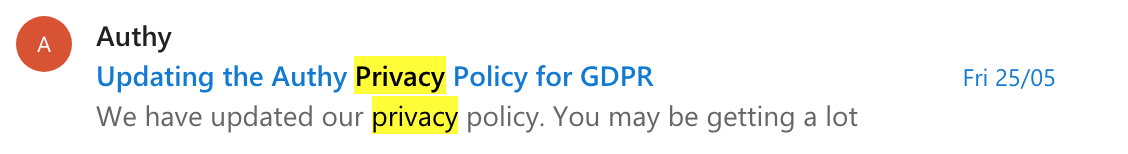 A
Authy
Updating the Authy Privacy Policy for GDPR Fri 25/05
We have updated our privacy policy. You may be getting a lot